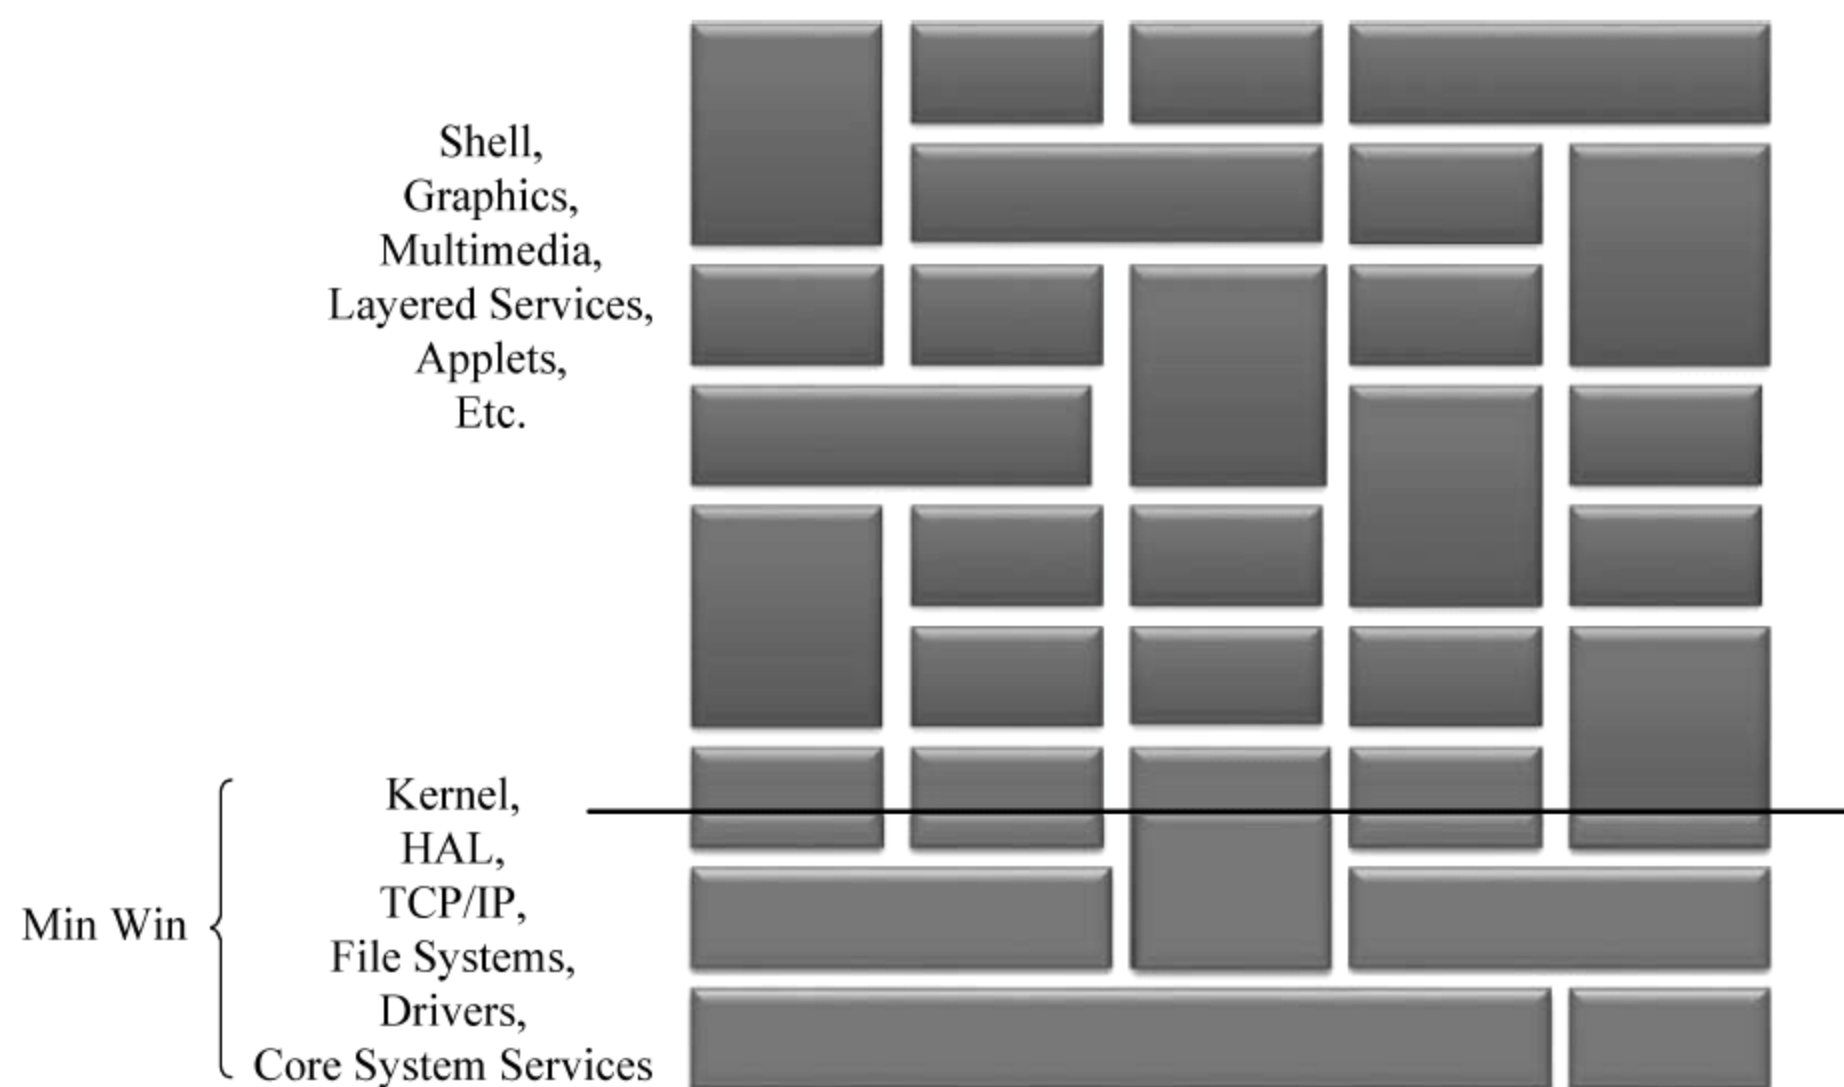 Shell,
Graphics,
Multimedia,
Layered Services,
Applets,
Etc.
Kernel,
HAL,
TCP/IP,
File Systems,
Drivers,
Core System Services
Min Win